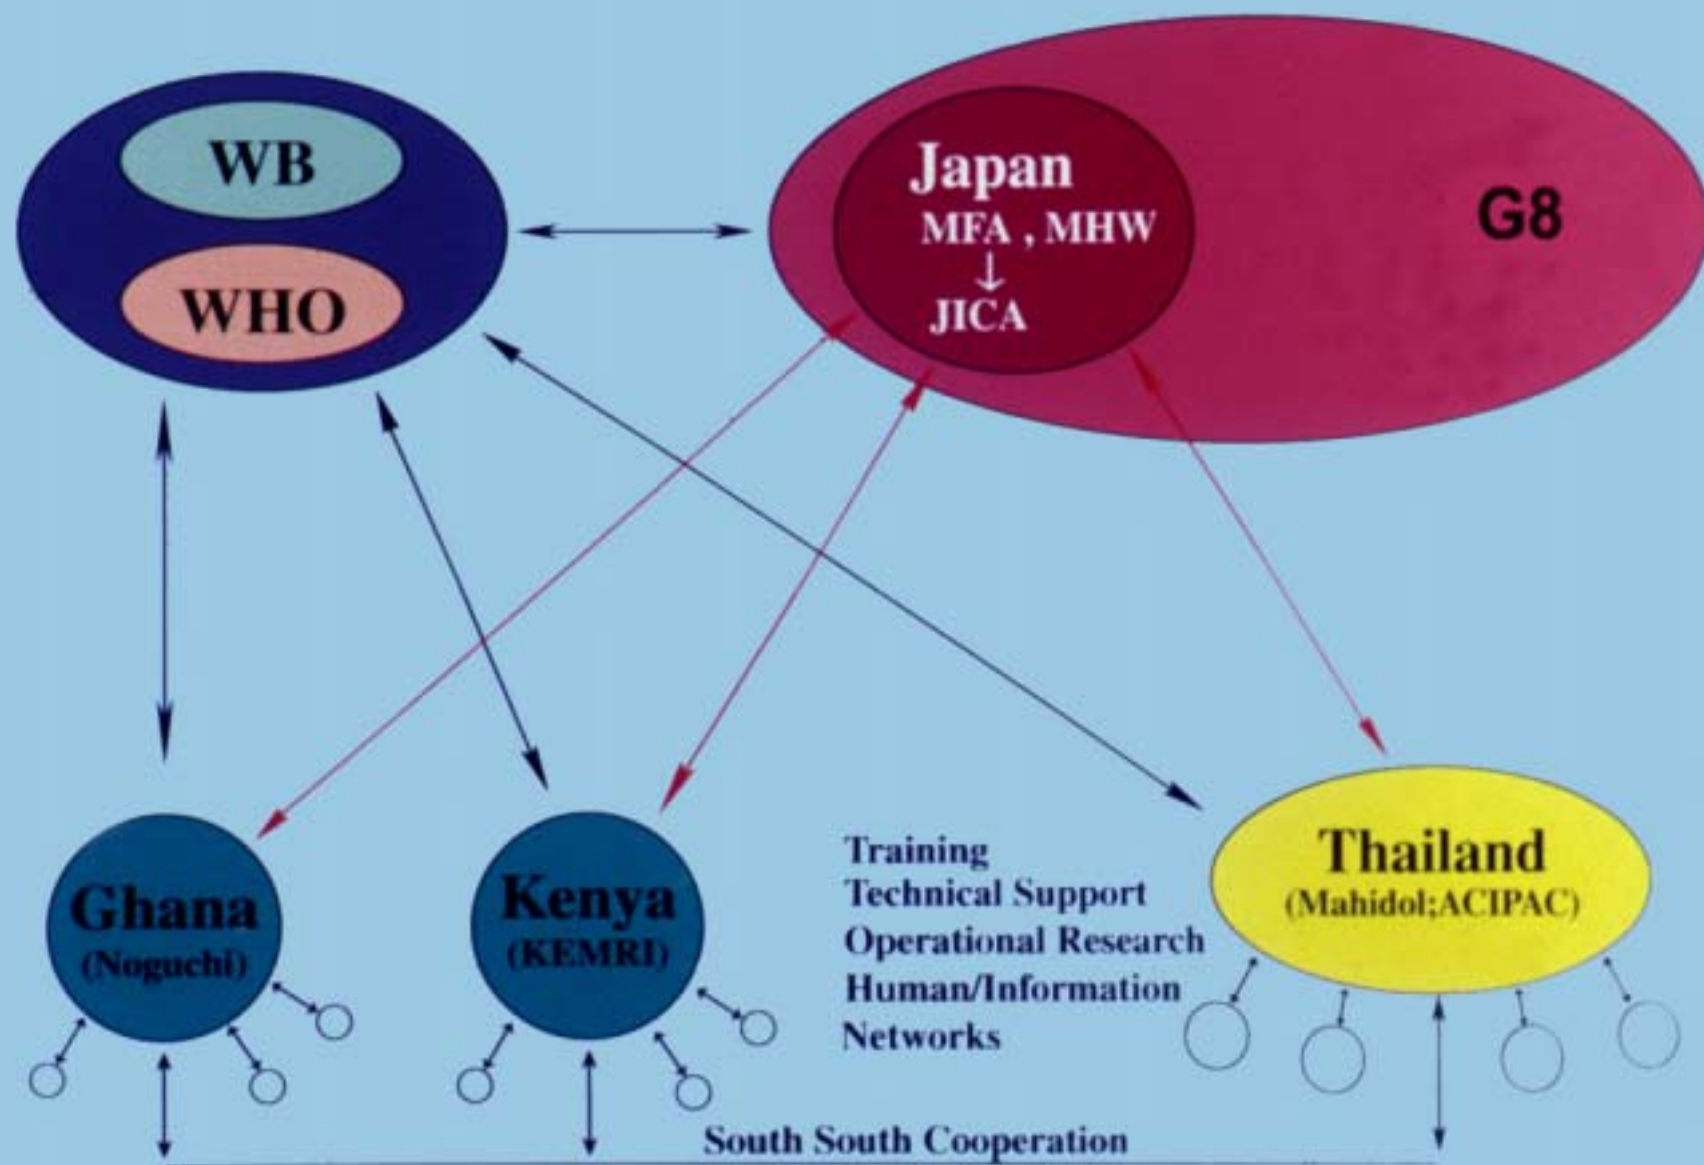 WB
WHO
Japan
MFA , MHW
↓
JICA
G8
Ghana
(Noguchi)
Kenya
(KEMRI)
Training
Technical Support
Operational Research
Human/Information
Networks
Thailand
(Mahidol;ACIPAC)
South South Cooperation